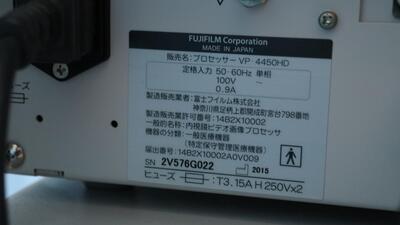 FUJIFILM Corporation
MADE IN JAPAN
販売名：プロセッサー VP-4450HD
定格入力 50-60Hz 単相
100V ~
0.9A
製造販売業者：富士フイルム株式会社
神奈川県足柄上郡開成町宮台798番地
製造販売業許可番号：14B2X10002
一般的名称：内視鏡ビデオ画像プロセッサ
機器の分類：一般医療機器
(特定保守管理医療機器)
届出番号：14B2X10002A0V009
SN 2V576G022 2015
ヒューズ：T3.15A H 250V×2
ヒューズ